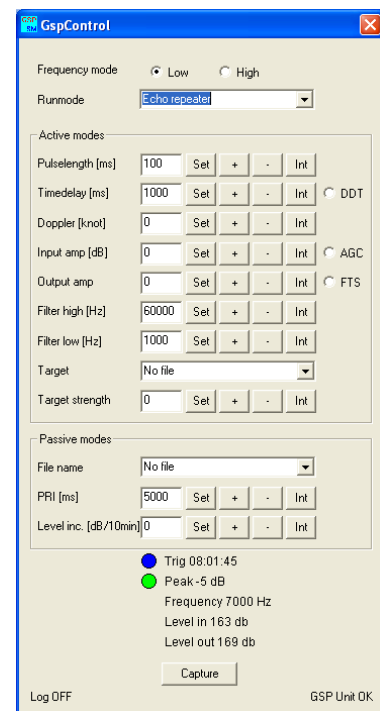 GSP RM GspControl
Frequency mode Low High
Runmode Echo repeater
Active modes
Pulselength [ms] 100 Set + - Int
Timedelay [ms] 1000 Set + - Int DDT
Doppler [knot] 0 Set + - Int
Input amp [dB] 0 Set + - Int AGC
Output amp 0 Set + - Int FTS
Filter high [Hz] 60000 Set + - Int
Filter low [Hz] 1000 Set + - Int
Target No file
Target strength 0 Set + - Int
Passive modes
File name No file
PRI [ms] 5000 Set + - Int
Level inc. [dB/10min] 0 Set + - Int
Trig 08:01:45
Peak -5 dB
Frequency 7000 Hz
Level in 163 db
Level out 169 db
Capture
Log OFF GSP Unit OK